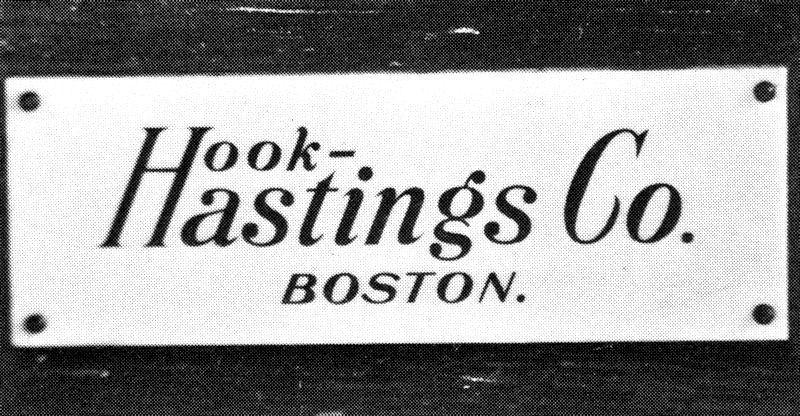 Hook-
Hastings Co.
BOSTON.